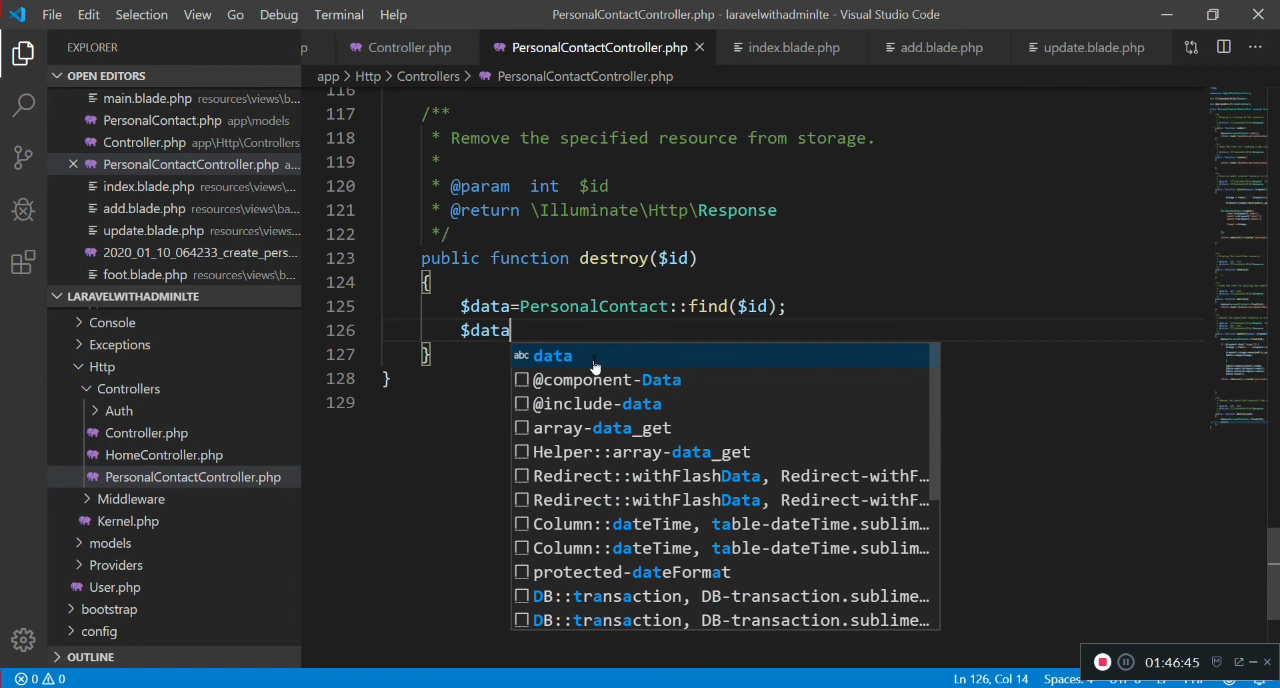 File Edit Selection View Go Debug Terminal Help PersonalContactController.php - laravelwithadminlte - Visual Studio Code
EXPLORER
p Controller.php PersonalContactController.php index.blade.php add.blade.php update.blade.php
OPEN EDITORS
app > Http > Controllers > PersonalContactController.php
main.blade.php resources\views\b...
PersonalContact.php app\models
Controller.php app\Http\Controllers
PersonalContactController.php a...
index.blade.php resources\views\...
add.blade.php resources\views\ba...
update.blade.php resources\views...
2020_01_10_064233_create_pers...
foot.blade.php resources\views\b...
LARAVELWITHADMINLTE
Console
Exceptions
Http
Controllers
Auth
Controller.php
HomeController.php
PersonalContactController.php
Middleware
Kernel.php
models
Providers
User.php
bootstrap
config
OUTLINE
116
117 /**
118 * Remove the specified resource from storage.
119 *
120 * @param int $id
121 * @return \Illuminate\Http\Response
122 */
123 public function destroy($id)
124 {
125 $data=PersonalContact::find($id);
126 $data
127 }
128 }
129
abc data
@component-Data
@include-data
array-data_get
Helper::array-data_get
Redirect::withFlashData, Redirect-withF...
Redirect::withFlashData, Redirect-withF...
Column::dateTime, table-dateTime.sublim...
Column::dateTime, table-dateTime.sublim...
protected-dateFormat
DB::transaction, DB-transaction.sublime...
DB::transaction, DB-transaction.sublime...
01:46:45
0 0 Ln 126, Col 14